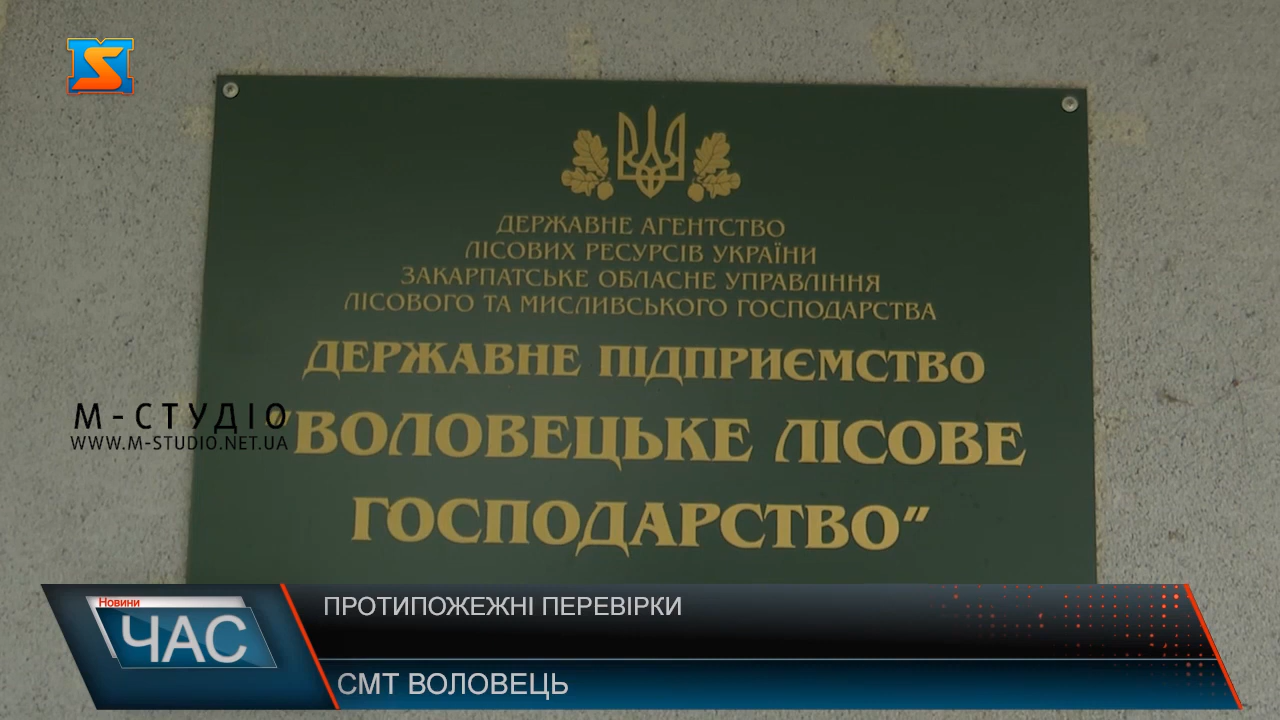 ДЕРЖАВНЕ АГЕНТСТВО
ЛІСОВИХ РЕСУРСІВ УКРАЇНИ
ЗАКАРПАТСЬКЕ ОБЛАСНЕ УПРАВЛІННЯ
ЛІСОВОГО ТА МИСЛИВСЬКОГО ГОСПОДАРСТВА
ДЕРЖАВНЕ ПІДПРИЄМСТВО
"ВОЛОВЕЦЬКЕ ЛІСОВЕ
ГОСПОДАРСТВО"
М-СТУДІО
WWW.M-STUDIO.NET.UA
Новини
ЧАС
ПРОТИПОЖЕЖНІ ПЕРЕВІРКИ
СМТ ВОЛОВЕЦЬ